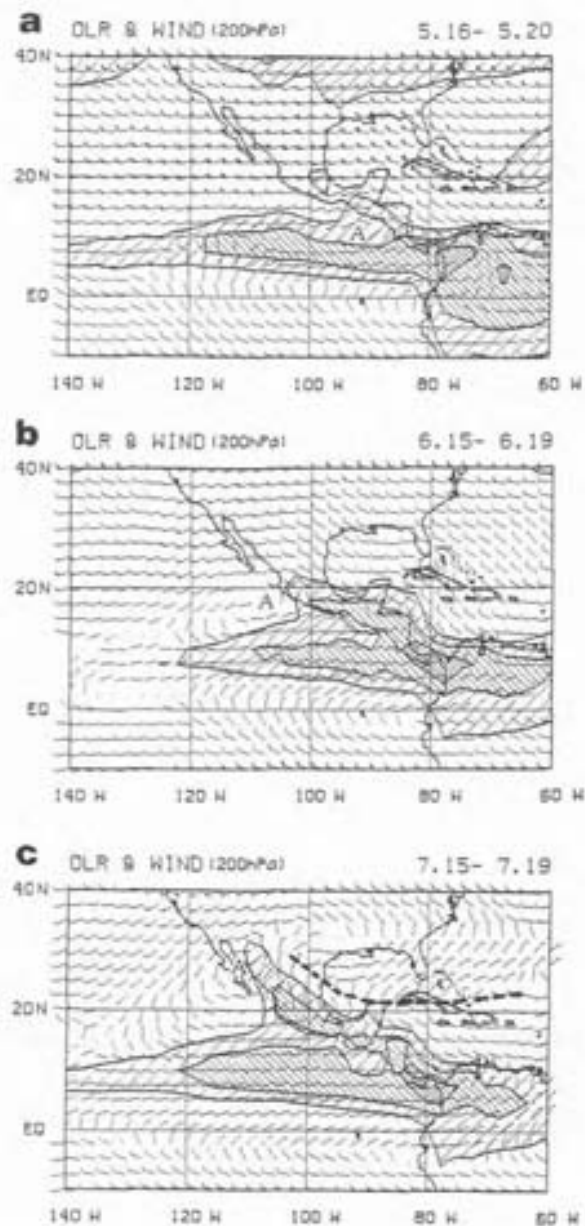 a
OLR & WIND (200hPa) 5.16- 5.20
40N
20N
A
EQ
140 W 120 W 100 W 80 W 60 W
b
OLR & WIND (200hPa) 6.15- 6.19
40N
20N
A
EQ
140 W 120 W 100 W 80 W 60 W
c
OLR & WIND (200hPa) 7.15- 7.19
40N
20N
EQ
140 W 120 W 100 W 80 W 60 W